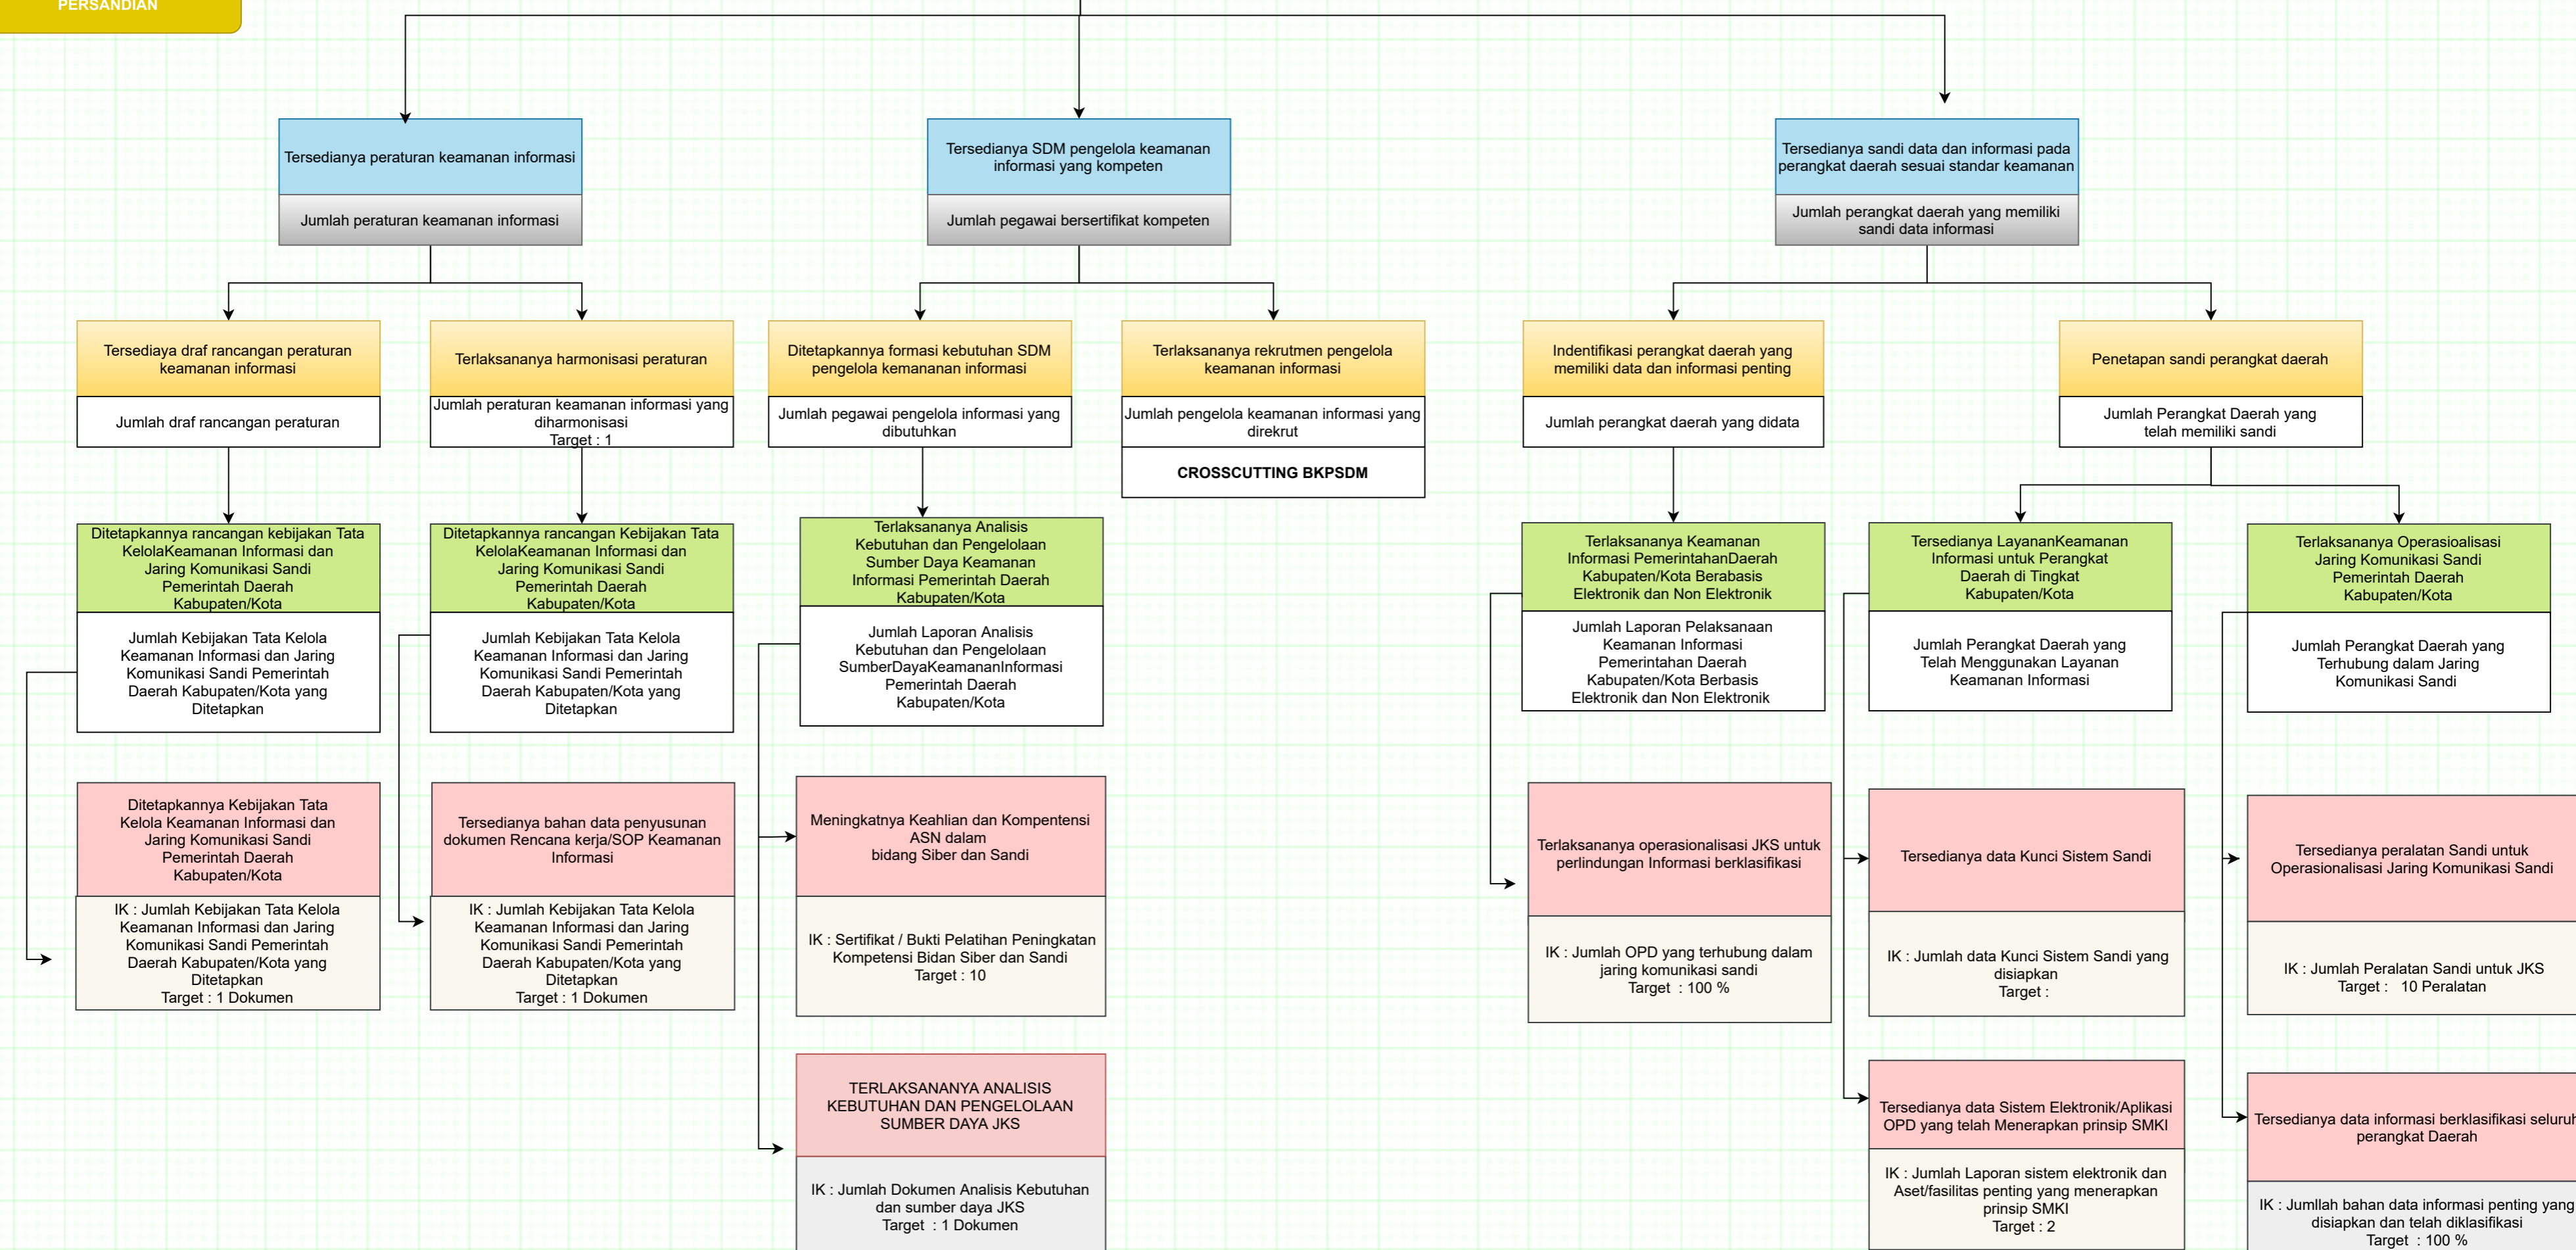 PERSANDIAN
Tersedianya peraturan keamanan informasi
Jumlah peraturan keamanan informasi
Tersedianya SDM pengelola keamanan
informasi yang kompeten
Jumlah pegawai bersertifikat kompeten
Tersedianya sandi data dan informasi pada
perangkat daerah sesuai standar keamanan
Jumlah perangkat daerah yang memiliki
sandi data informasi
Tersediaya draf rancangan peraturan
keamanan informasi
Jumlah draf rancangan peraturan
Terlaksananya harmonisasi peraturan
Jumlah peraturan keamanan informasi yang
diharmonisasi
Target : 1
Ditetapkannya formasi kebutuhan SDM
pengelola kemananan informasi
Jumlah pegawai pengelola informasi yang
dibutuhkan
Terlaksananya rekrutmen pengelola
keamanan informasi
Jumlah pengelola keamanan informasi yang
direkrut
CROSSCUTTING BKPSDM
Indentifikasi perangkat daerah yang
memiliki data dan informasi penting
Jumlah perangkat daerah yang didata
Penetapan sandi perangkat daerah
Jumlah Perangkat Daerah yang
telah memiliki sandi
Ditetapkannya rancangan kebijakan Tata
KelolaKeamanan Informasi dan
Jaring Komunikasi Sandi
Pemerintah Daerah
Kabupaten/Kota
Jumlah Kebijakan Tata Kelola
Keamanan Informasi dan Jaring
Komunikasi Sandi Pemerintah
Daerah Kabupaten/Kota yang
Ditetapkan
Ditetapkannya rancangan Kebijakan Tata
KelolaKeamanan Informasi dan
Jaring Komunikasi Sandi
Pemerintah Daerah
Kabupaten/Kota
Jumlah Kebijakan Tata Kelola
Keamanan Informasi dan Jaring
Komunikasi Sandi Pemerintah
Daerah Kabupaten/Kota yang
Ditetapkan
Terlaksananya Analisis
Kebutuhan dan Pengelolaan
Sumber Daya Keamanan
Informasi Pemerintah Daerah
Kabupaten/Kota
Jumlah Laporan Analisis
Kebutuhan dan Pengelolaan
SumberDayaKeamananInformasi
Pemerintah Daerah
Kabupaten/Kota
Terlaksananya Keamanan
Informasi PemerintahanDaerah
Kabupaten/Kota Berabasis
Elektronik dan Non Elektronik
Jumlah Laporan Pelaksanaan
Keamanan Informasi
Pemerintahan Daerah
Kabupaten/Kota Berbasis
Elektronik dan Non Elektronik
Tersedianya LayananKeamanan
Informasi untuk Perangkat
Daerah di Tingkat
Kabupaten/Kota
Jumlah Perangkat Daerah yang
Telah Menggunakan Layanan
Keamanan Informasi
Terlaksananya Operasioalisasi
Jaring Komunikasi Sandi
Pemerintah Daerah
Kabupaten/Kota
Jumlah Perangkat Daerah yang
Terhubung dalam Jaring
Komunikasi Sandi
Ditetapkannya Kebijakan Tata
Kelola Keamanan Informasi dan
Jaring Komunikasi Sandi
Pemerintah Daerah
Kabupaten/Kota
IK : Jumlah Kebijakan Tata Kelola
Keamanan Informasi dan Jaring
Komunikasi Sandi Pemerintah
Daerah Kabupaten/Kota yang
Ditetapkan
Target : 1 Dokumen
Tersedianya bahan data penyusunan
dokumen Rencana kerja/SOP Keamanan
Informasi
IK : Jumlah Kebijakan Tata Kelola
Keamanan Informasi dan Jaring
Komunikasi Sandi Pemerintah
Daerah Kabupaten/Kota yang
Ditetapkan
Target : 1 Dokumen
Meningkatnya Keahlian dan Kompentensi
ASN dalam
bidang Siber dan Sandi
IK : Sertifikat / Bukti Pelatihan Peningkatan
Kompetensi Bidan Siber dan Sandi
Target : 10
Terlaksananya operasionalisasi JKS untuk
perlindungan Informasi berklasifikasi
IK : Jumlah OPD yang terhubung dalam
jaring komunikasi sandi
Target : 100 %
Tersedianya data Kunci Sistem Sandi
IK : Jumlah data Kunci Sistem Sandi yang
disiapkan
Target :
Tersedianya peralatan Sandi untuk
Operasionalisasi Jaring Komunikasi Sandi
IK : Jumlah Peralatan Sandi untuk JKS
Target : 10 Peralatan
TERLAKSANANYA ANALISIS
KEBUTUHAN DAN PENGELOLAAN
SUMBER DAYA JKS
IK : Jumlah Dokumen Analisis Kebutuhan
dan sumber daya JKS
Target : 1 Dokumen
Tersedianya data Sistem Elektronik/Aplikasi
OPD yang telah Menerapkan prinsip SMKI
IK : Jumlah Laporan sistem elektronik dan
Aset/fasilitas penting yang menerapkan
prinsip SMKI
Target : 2
Tersedianya data informasi berklasifikasi seluruh
perangkat Daerah
IK : Jumllah bahan data informasi penting yang
disiapkan dan telah diklasifikasi
Target : 100 %